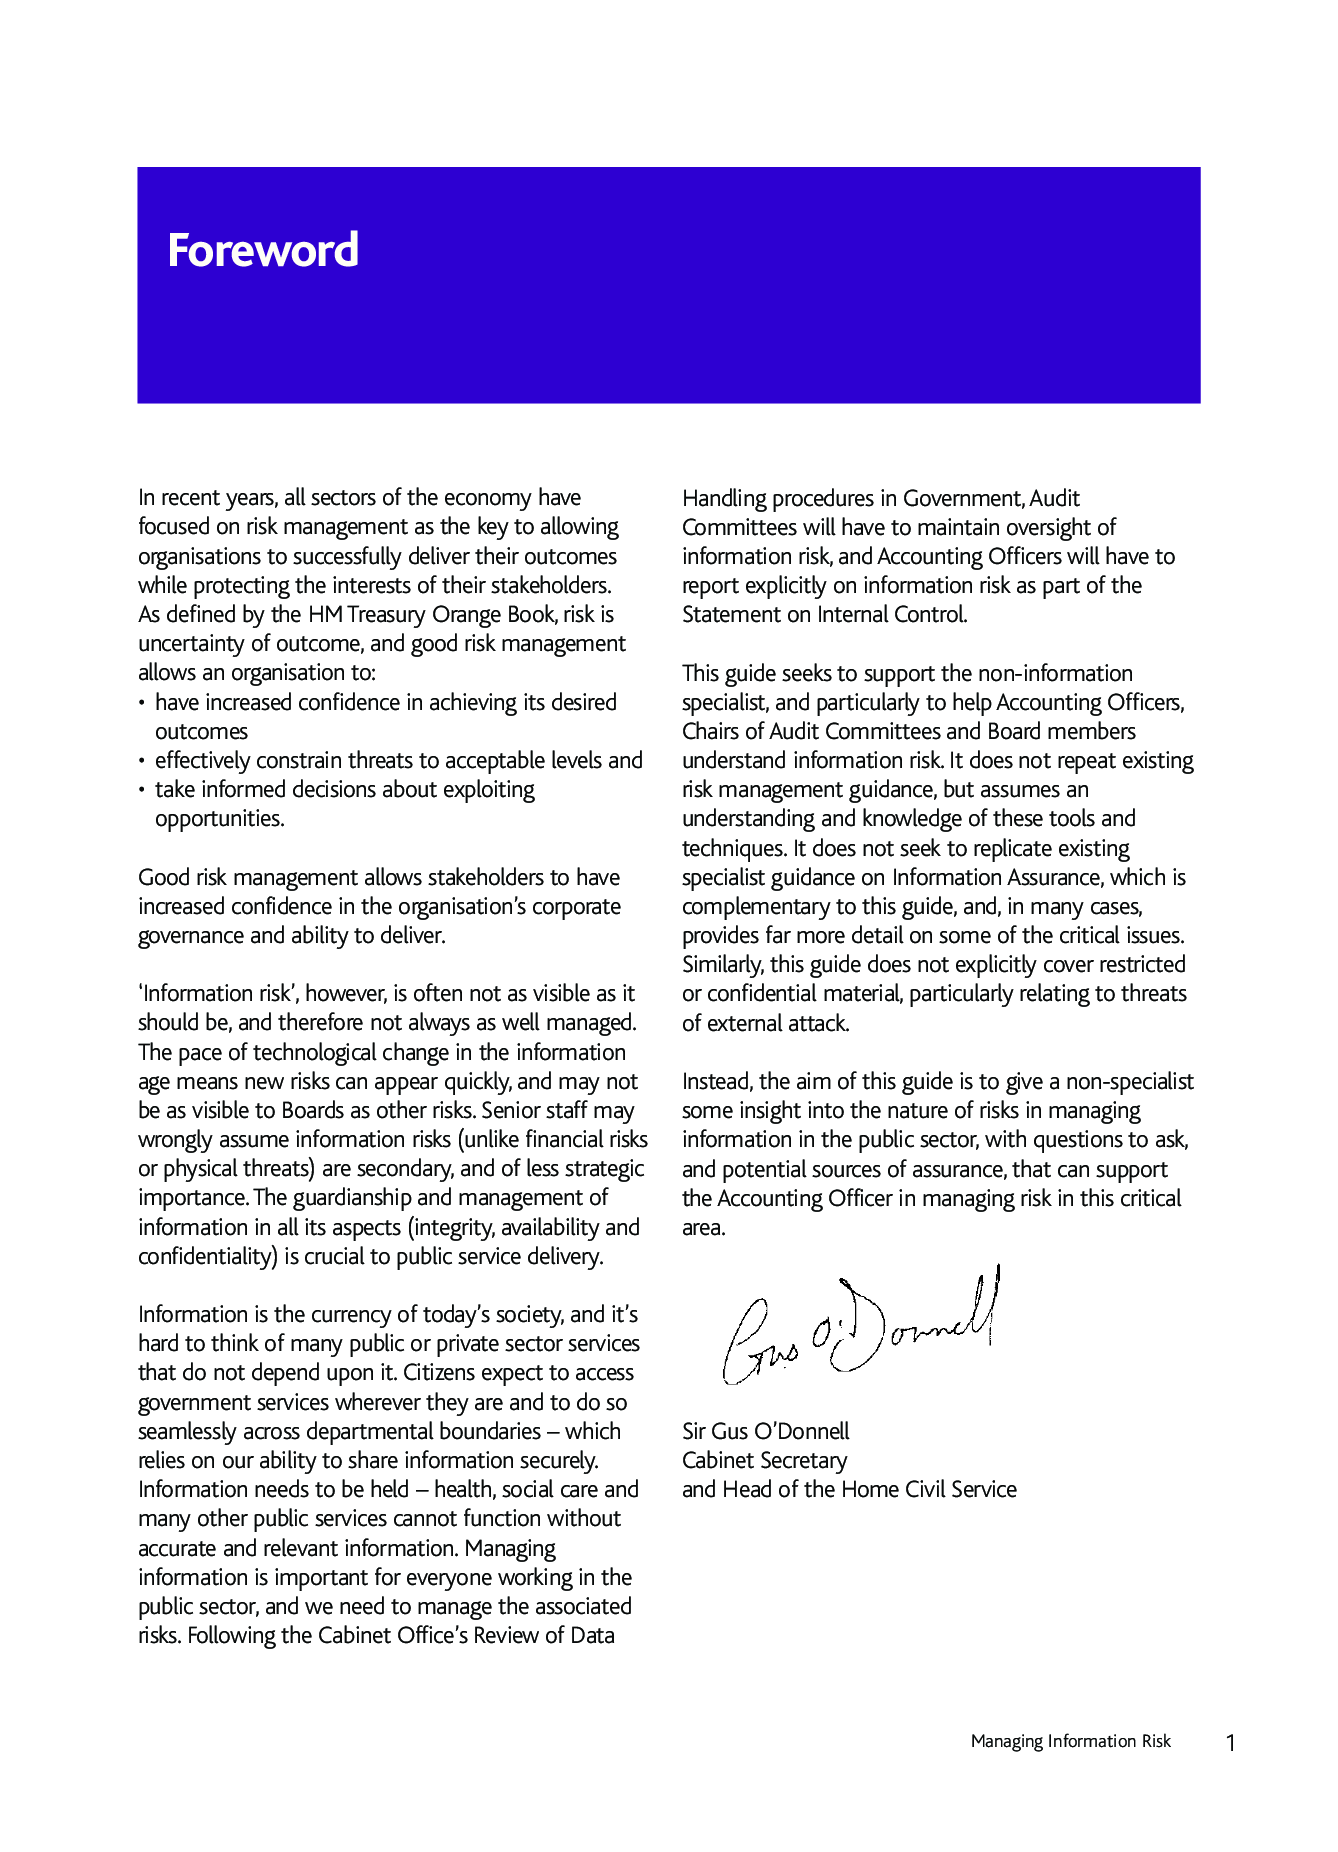 Foreword
In recent years, all sectors of the economy have
focused on risk management as the key to allowing
organisations to successfully deliver their outcomes
while protecting the interests of their stakeholders.
As defined by the HM Treasury Orange Book, risk is
uncertainty of outcome, and good risk management
allows an organisation to:
• have increased confidence in achieving its desired
outcomes
• effectively constrain threats to acceptable levels and
• take informed decisions about exploiting
opportunities.
Good risk management allows stakeholders to have
increased confidence in the organisation’s corporate
governance and ability to deliver.
‘Information risk’, however, is often not as visible as it
should be, and therefore not always as well managed.
The pace of technological change in the information
age means new risks can appear quickly, and may not
be as visible to Boards as other risks. Senior staff may
wrongly assume information risks (unlike financial risks
or physical threats) are secondary, and of less strategic
importance. The guardianship and management of
information in all its aspects (integrity, availability and
confidentiality) is crucial to public service delivery.
Information is the currency of today’s society, and it’s
hard to think of many public or private sector services
that do not depend upon it. Citizens expect to access
government services wherever they are and to do so
seamlessly across departmental boundaries – which
relies on our ability to share information securely.
Information needs to be held – health, social care and
many other public services cannot function without
accurate and relevant information. Managing
information is important for everyone working in the
public sector, and we need to manage the associated
risks. Following the Cabinet Office’s Review of Data
Handling procedures in Government, Audit
Committees will have to maintain oversight of
information risk, and Accounting Officers will have to
report explicitly on information risk as part of the
Statement on Internal Control.
This guide seeks to support the non-information
specialist, and particularly to help Accounting Officers,
Chairs of Audit Committees and Board members
understand information risk. It does not repeat existing
risk management guidance, but assumes an
understanding and knowledge of these tools and
techniques. It does not seek to replicate existing
specialist guidance on Information Assurance, which is
complementary to this guide, and, in many cases,
provides far more detail on some of the critical issues.
Similarly, this guide does not explicitly cover restricted
or confidential material, particularly relating to threats
of external attack.
Instead, the aim of this guide is to give a non-specialist
some insight into the nature of risks in managing
information in the public sector, with questions to ask,
and potential sources of assurance, that can support
the Accounting Officer in managing risk in this critical
area.
Gus O'Donnell
Sir Gus O’Donnell
Cabinet Secretary
and Head of the Home Civil Service
Managing Information Risk 1